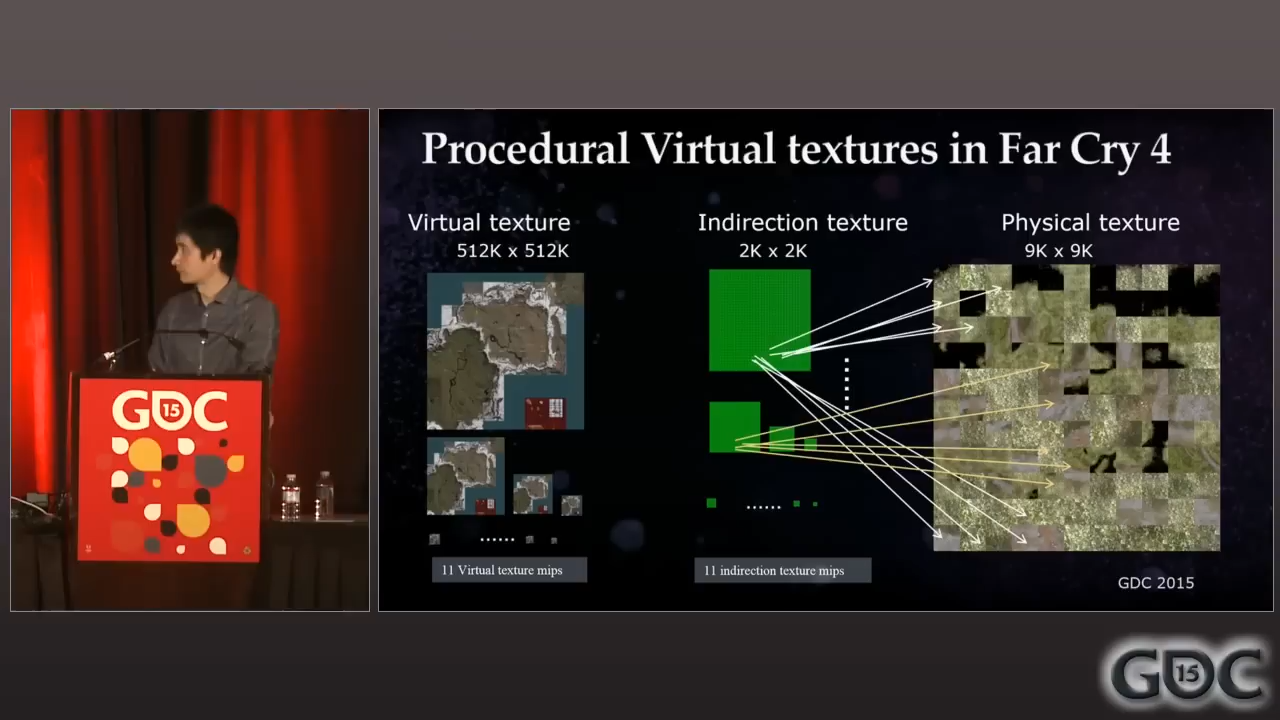 Procedural Virtual textures in Far Cry 4
Virtual texture
512K x 512K
Indirection texture
2K x 2K
Physical texture
9K x 9K
11 Virtual texture mips
11 indirection texture mips
GDC 2015
GDC
15
GDC
15